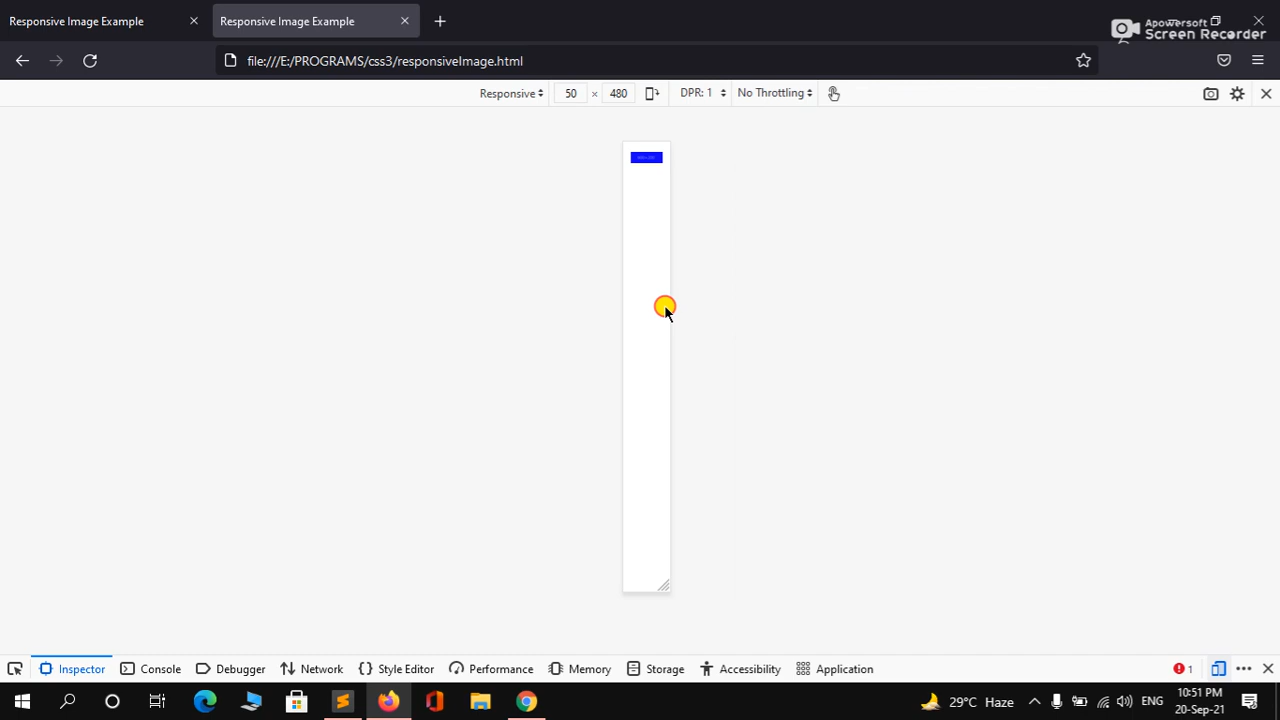 Responsive Image Example
Responsive Image Example
Apowersoft
Screen Recorder
file:///E:/PROGRAMS/css3/responsiveImage.html
Responsive 50 × 480 DPR: 1 No Throttling
Inspector Console Debugger Network Style Editor Performance Memory Storage Accessibility Application 1
29°C Haze ENG 10:51 PM
20-Sep-21